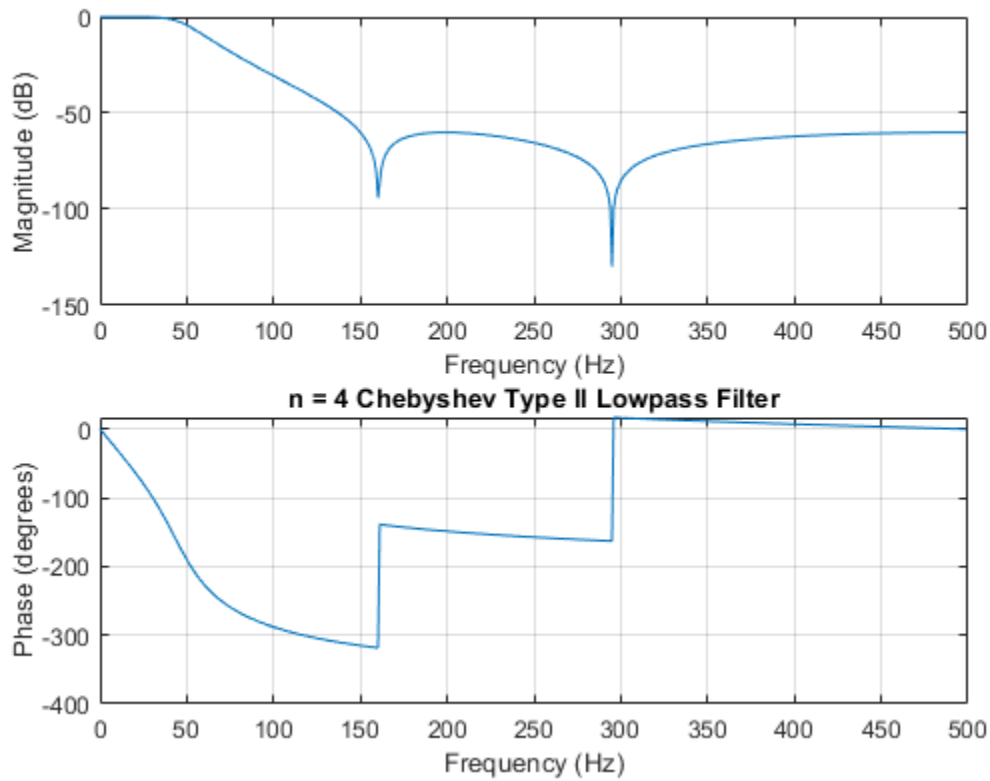 0
-50
-100
-150
Magnitude (dB)
0 50 100 150 200 250 300 350 400 450 500
Frequency (Hz)
n = 4 Chebyshev Type II Lowpass Filter
0
-100
-200
-300
-400
Phase (degrees)
0 50 100 150 200 250 300 350 400 450 500
Frequency (Hz)